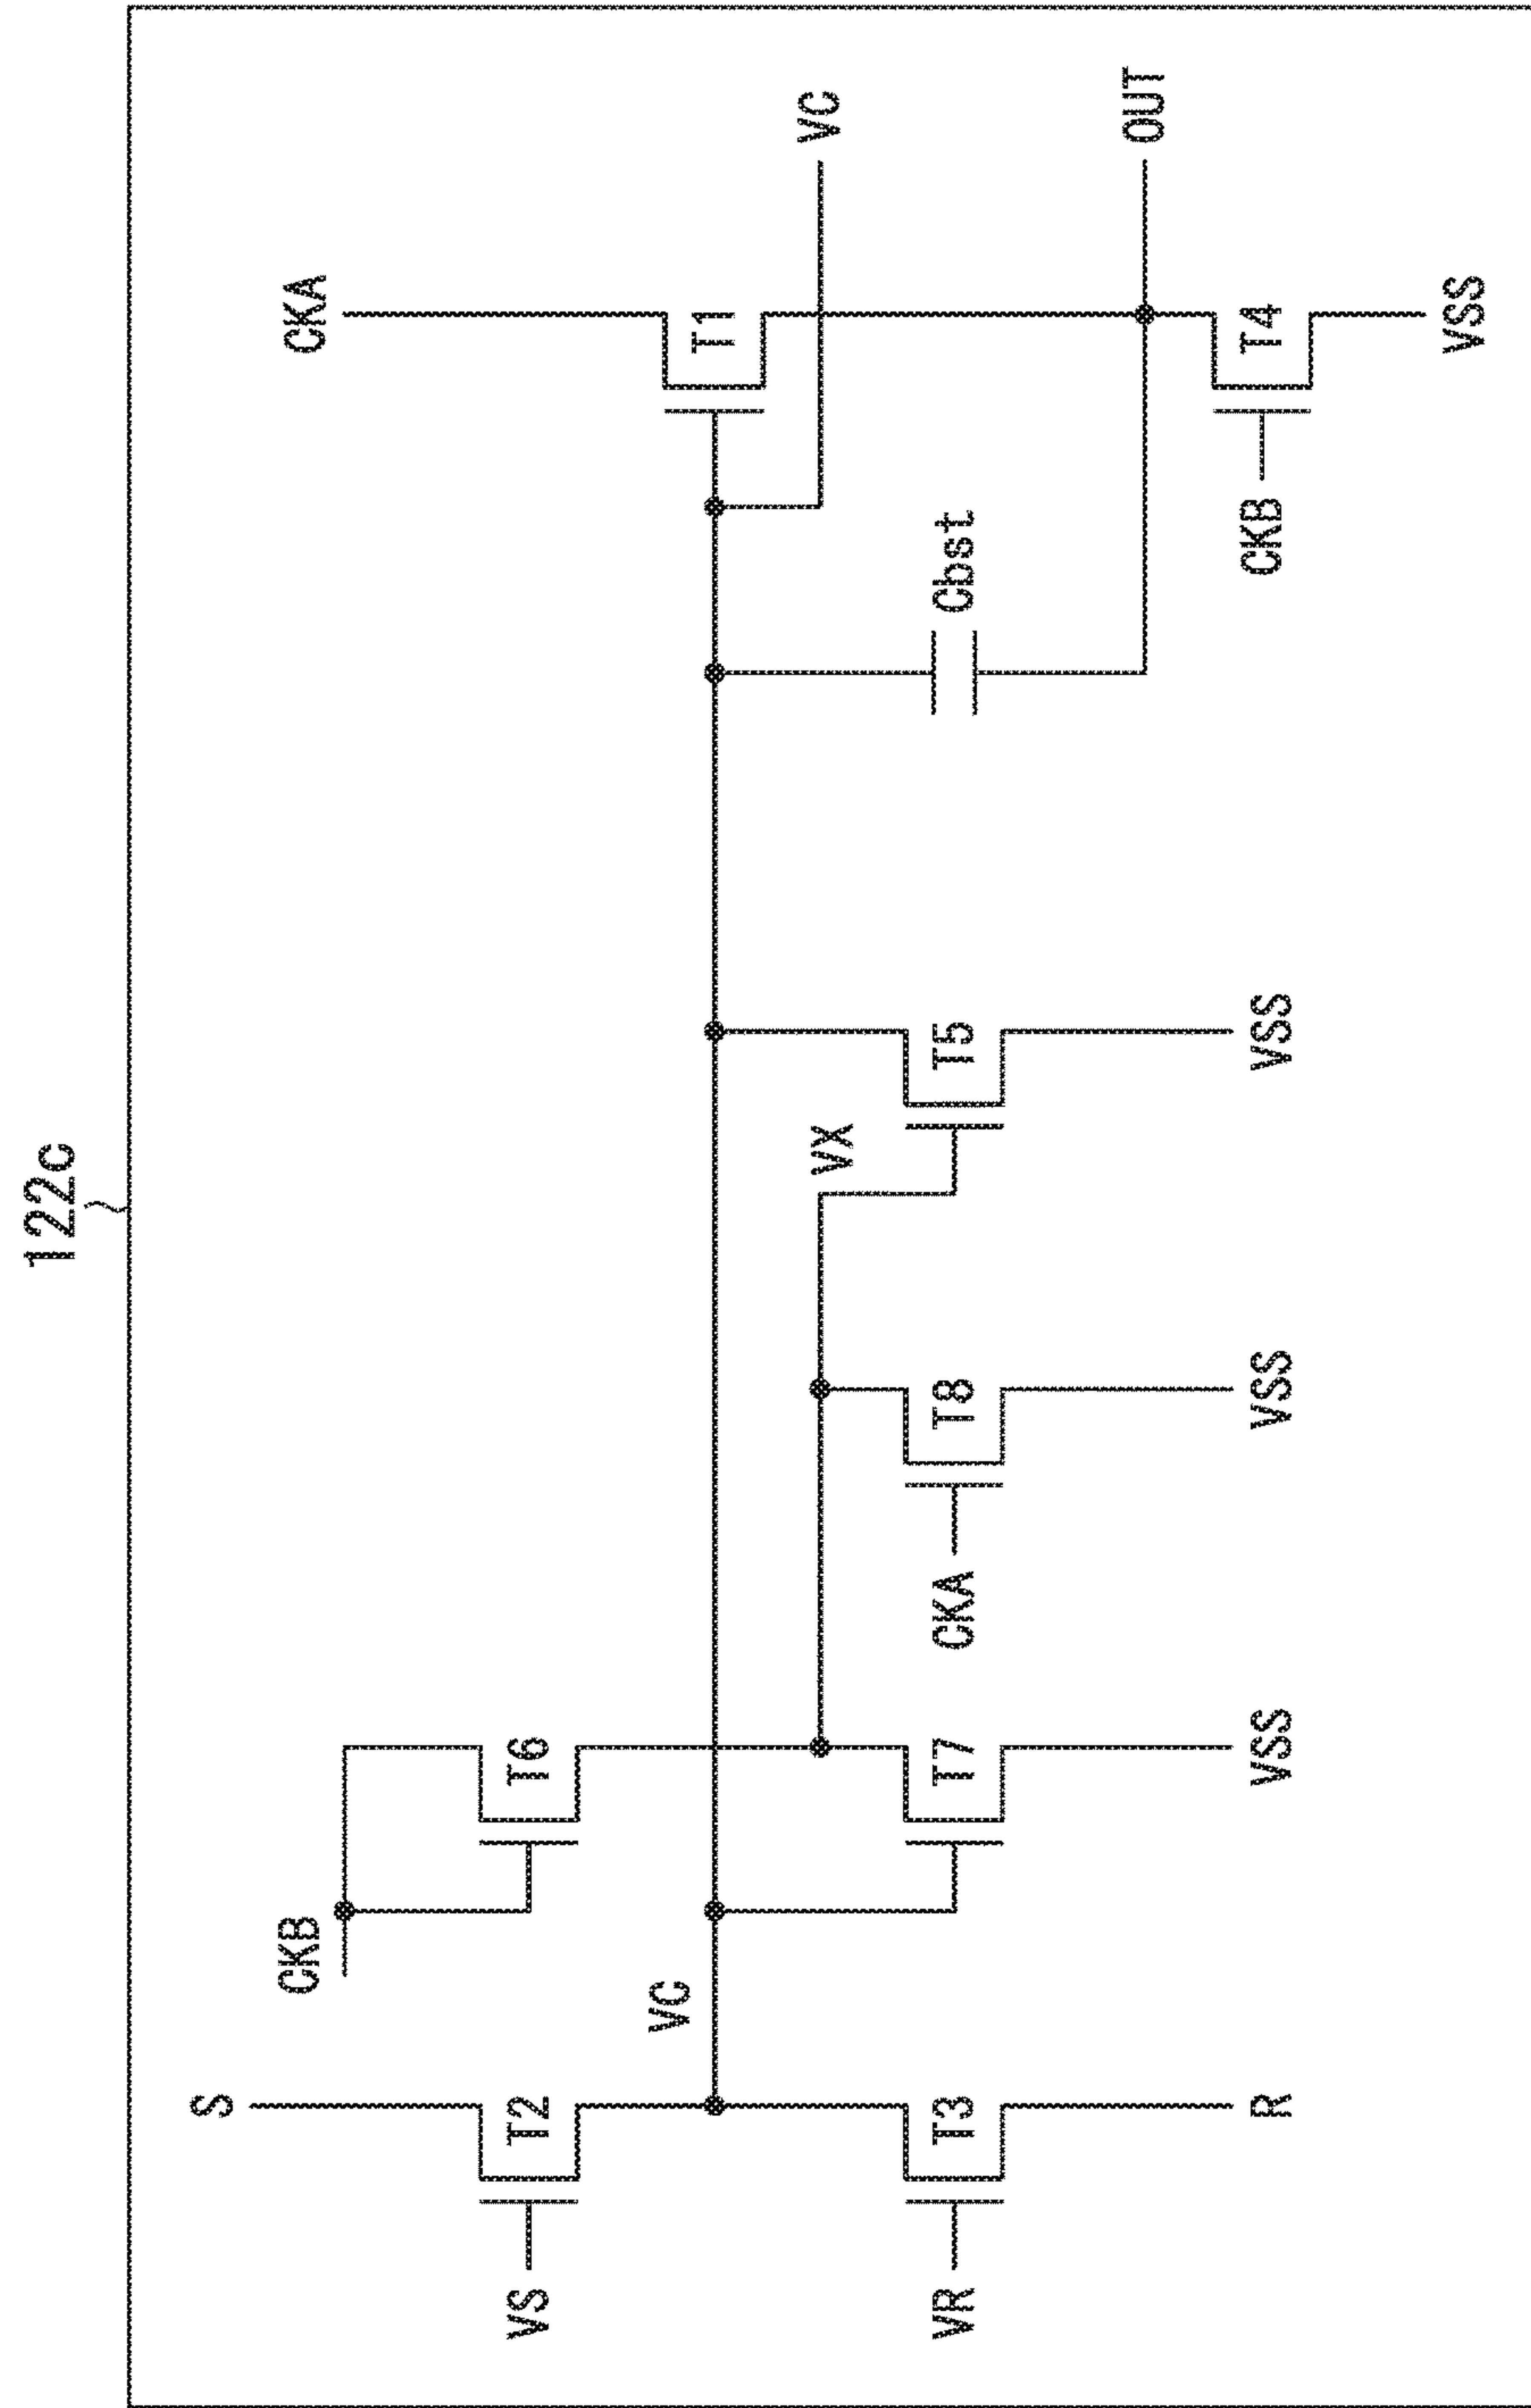 122c
S
CKB
CKA
VS
T2
T6
VC
T1
VC
VX
VR
T3
T7
CKA
T8
T5
Cbst
OUT
CKB
T4
R
VSS
VSS
VSS
VSS